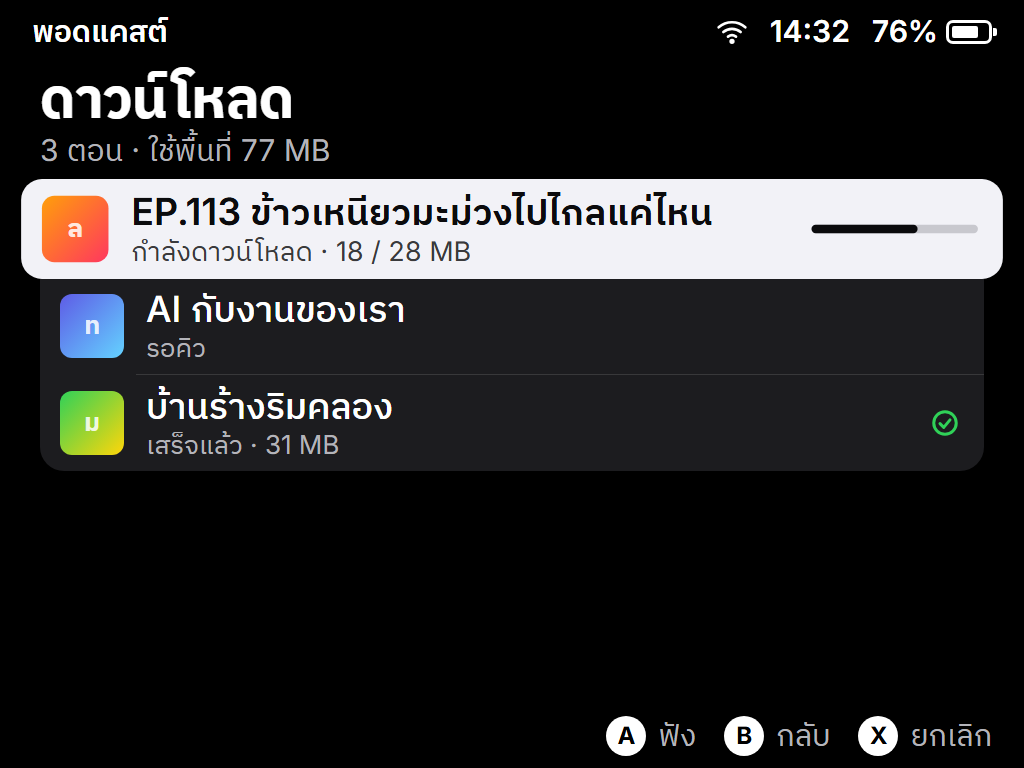 พอดแคสต์ 14:32 76%
ดาวน์โหลด
3 ตอน · ใช้พื้นที่ 77 MB
ล
EP.113 ข้าวเหนียวมะม่วงไปไกลแค่ไหน
กำลังดาวน์โหลด · 18 / 28 MB
ท
AI กับงานของเรา
รอคิว
ม
บ้านร้างริมคลอง
เสร็จแล้ว · 31 MB
A ฟัง B กลับ X ยกเลิก